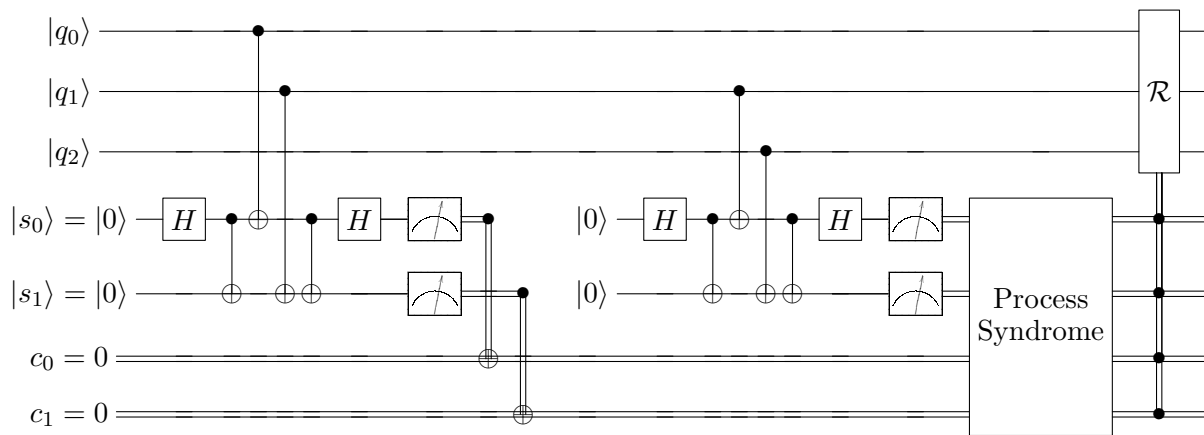 |q₀⟩
|q₁⟩
ℛ
|q₂⟩
|s₀⟩ = |0⟩ H H |0⟩ H H
|s₁⟩ = |0⟩ |0⟩
Process
Syndrome
c₀ = 0
c₁ = 0